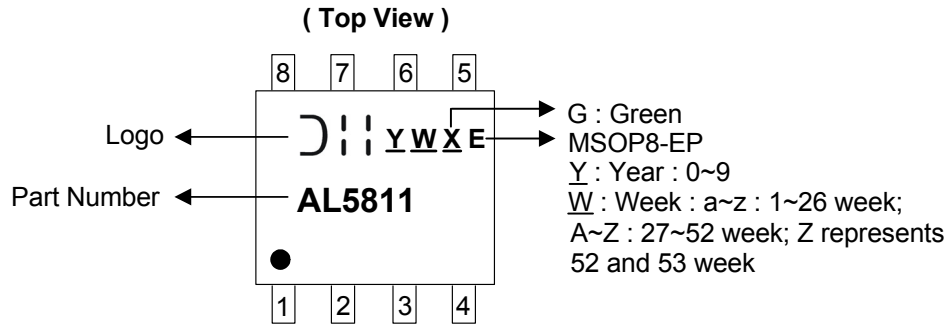 ( Top View )
8 7 6 5
Logo
Y W X E
G : Green
MSOP8-EP
Part Number
AL5811
Y : Year : 0~9
W : Week : a~z : 1~26 week;
A~Z : 27~52 week; Z represents
52 and 53 week
1 2 3 4